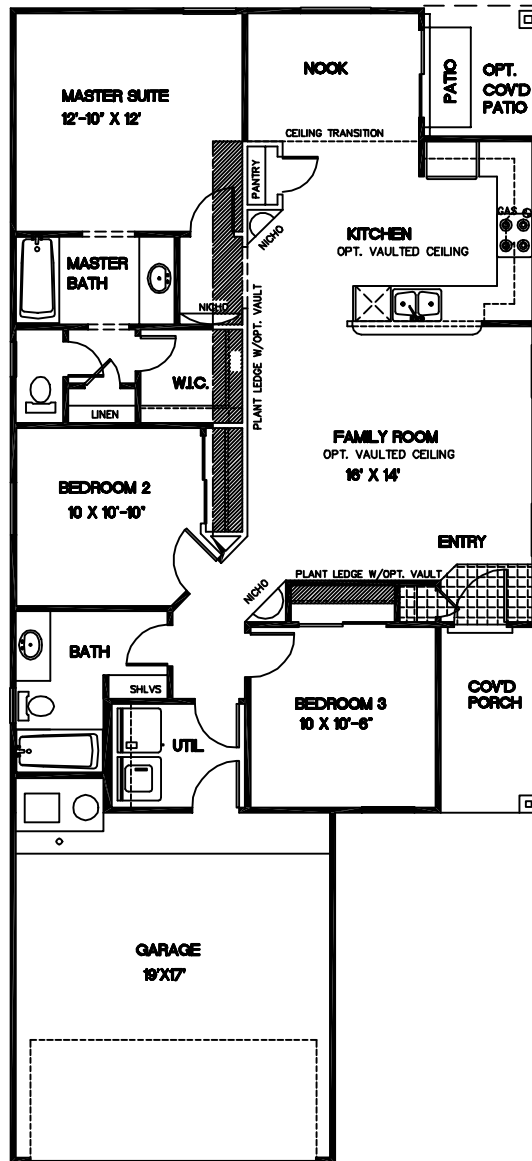 NOOK
MASTER SUITE
12'-10" X 12'
PATIO
OPT.
COV'D
PATIO
CEILING TRANSITION
PANTRY
NICHO
GAS
KITCHEN
OPT. VAULTED CEILING
MASTER
BATH
NICHO
PLANT LEDGE W/OPT. VAULT
W.I.C.
LINEN
FAMILY ROOM
OPT. VAULTED CEILING
16' X 14'
BEDROOM 2
10 X 10'-10"
ENTRY
PLANT LEDGE W/OPT. VAULT
NICHO
BATH
SHLVS
COV'D
PORCH
BEDROOM 3
10 X 10'-6"
UTIL
GARAGE
19'X17'